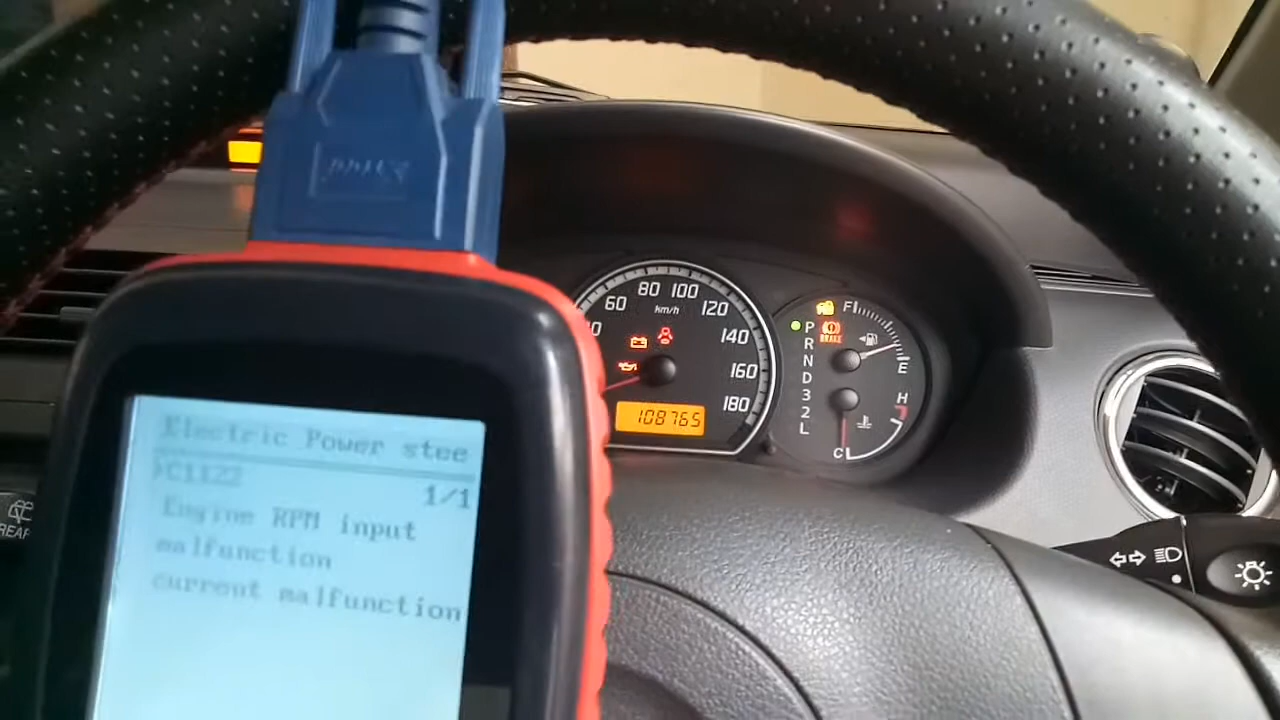 Electric Power stee
C1122
1/1
Engine RPM input
malfunction
current malfunction
60
80
100
120
140
160
180
km/h
108765
P
R
N
D
3
2
L
BRAKE
F
E
H
C
REAR